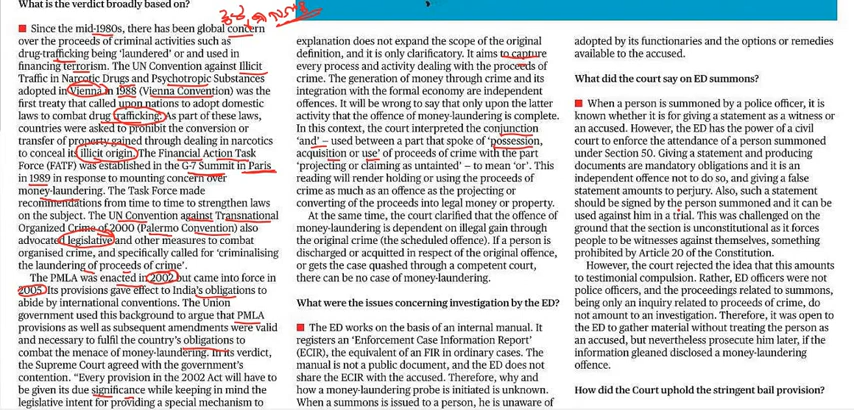 What is the verdict broadly based on?
Since the mid-1980s, there has been global concern
over the proceeds of criminal activities such as
drug-trafficking being 'laundered' or and used in
financing terrorism. The UN Convention against Illicit
Traffic in Narcotic Drugs and Psychotropic Substances
adopted in Vienna in 1988 (Vienna Convention) was the
first treaty that called upon nations to adopt domestic
laws to combat drug trafficking. As part of these laws,
countries were asked to prohibit the conversion or
transfer of property gained through dealing in narcotics
to conceal its illicit origin. The Financial Action Task
Force (FATF) was established in the G-7 Summit in Paris
in 1989 in response to mounting concern over
money-laundering. The Task Force made
recommendations from time to time to strengthen laws
on the subject. The UN Convention against Transnational
Organized Crime of 2000 (Palermo Convention) also
advocated legislative and other measures to combat
organised crime, and specifically called for 'criminalising
the laundering of proceeds of crime'.
The PMLA was enacted in 2002 but came into force in
2005. Its provisions gave effect to India's obligations to
abide by international conventions. The Union
government used this background to argue that PMLA
provisions as well as subsequent amendments were valid
and necessary to fulfil the country's obligations to
combat the menace of money-laundering. In its verdict,
the Supreme Court agreed with the government's
contention. "Every provision in the 2002 Act will have to
be given its due significance while keeping in mind the
legislative intent for providing a special mechanism to
explanation does not expand the scope of the original
definition, and it is only clarificatory. It aims to capture
every process and activity dealing with the proceeds of
crime. The generation of money through crime and its
integration with the formal economy are independent
offences. It will be wrong to say that only upon the latter
activity that the offence of money-laundering is complete.
In this context, the court interpreted the conjunction
'and' – used between a part that spoke of 'possession,
acquisition or use' of proceeds of crime with the part
'projecting or claiming as untainted' – to mean 'or'. This
reading will render holding or using the proceeds of
crime as much as an offence as the projecting or
converting of the proceeds into legal money or property.
At the same time, the court clarified that the offence of
money-laundering is dependent on illegal gain through
the original crime (the scheduled offence). If a person is
discharged or acquitted in respect of the original offence,
or gets the case quashed through a competent court,
there can be no case of money-laundering.
What were the issues concerning investigation by the ED?
The ED works on the basis of an internal manual. It
registers an 'Enforcement Case Information Report'
(ECIR), the equivalent of an FIR in ordinary cases. The
manual is not a public document, and the ED does not
share the ECIR with the accused. Therefore, why and
how a money-laundering probe is initiated is unknown.
When a summons is issued to a person, he is unaware of
adopted by its functionaries and the options or remedies
available to the accused.
What did the court say on ED summons?
When a person is summoned by a police officer, it is
known whether it is for giving a statement as a witness or
an accused. However, the ED has the power of a civil
court to enforce the attendance of a person summoned
under Section 50. Giving a statement and producing
documents are mandatory obligations and it is an
independent offence not to do so, and giving a false
statement amounts to perjury. Also, such a statement
should be signed by the person summoned and it can be
used against him in a trial. This was challenged on the
ground that the section is unconstitutional as it forces
people to be witnesses against themselves, something
prohibited by Article 20 of the Constitution.
However, the court rejected the idea that this amounts
to testimonial compulsion. Rather, ED officers were not
police officers, and the proceedings related to summons,
being only an inquiry related to proceeds of crime, do
not amount to an investigation. Therefore, it was open to
the ED to gather material without treating the person as
an accused, but nevertheless prosecute him later, if the
information gleaned disclosed a money-laundering
offence.
How did the Court uphold the stringent bail provision?